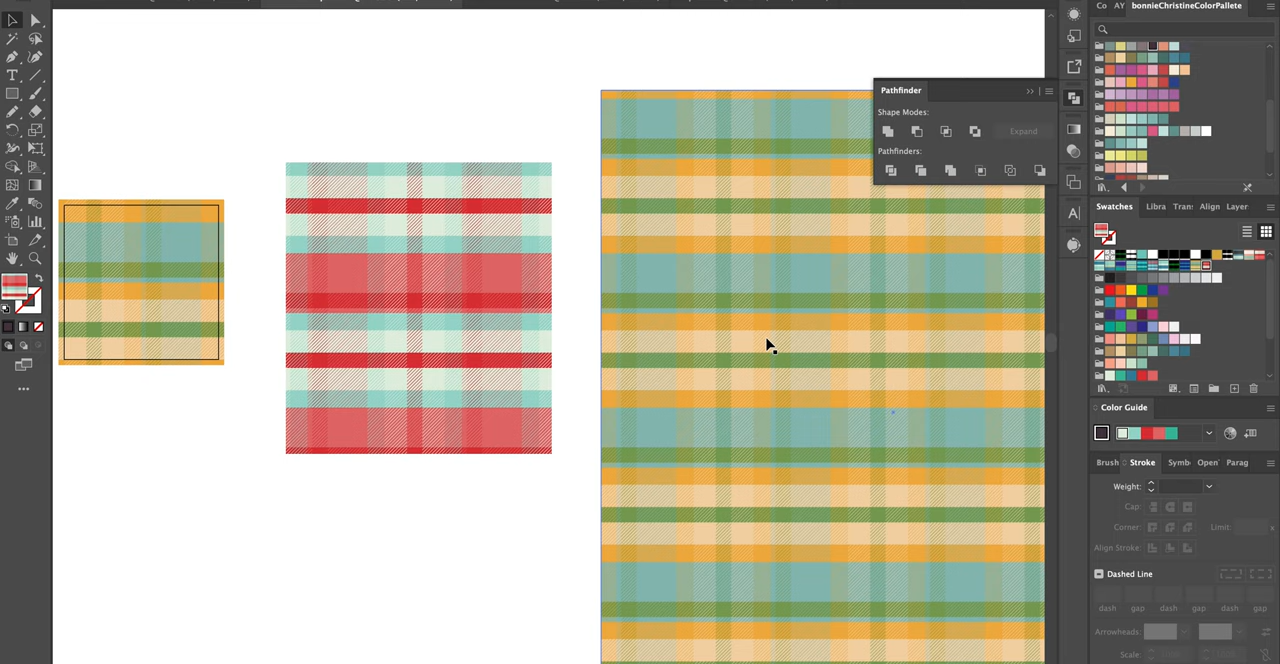 Co
AY
bonnieChristineColorPallete
Pathfinder
Shape Modes:
Expand
Pathfinders:
Swatches
Libra
Tran:
Align
Layer
Color Guide
Brush
Stroke
Symb
Open
Parag
Weight:
Cap:
Corner:
Limit:
x
Align Stroke:
Dashed Line
dash
gap
dash
gap
dash
gap
Arrowheads:
Scale: